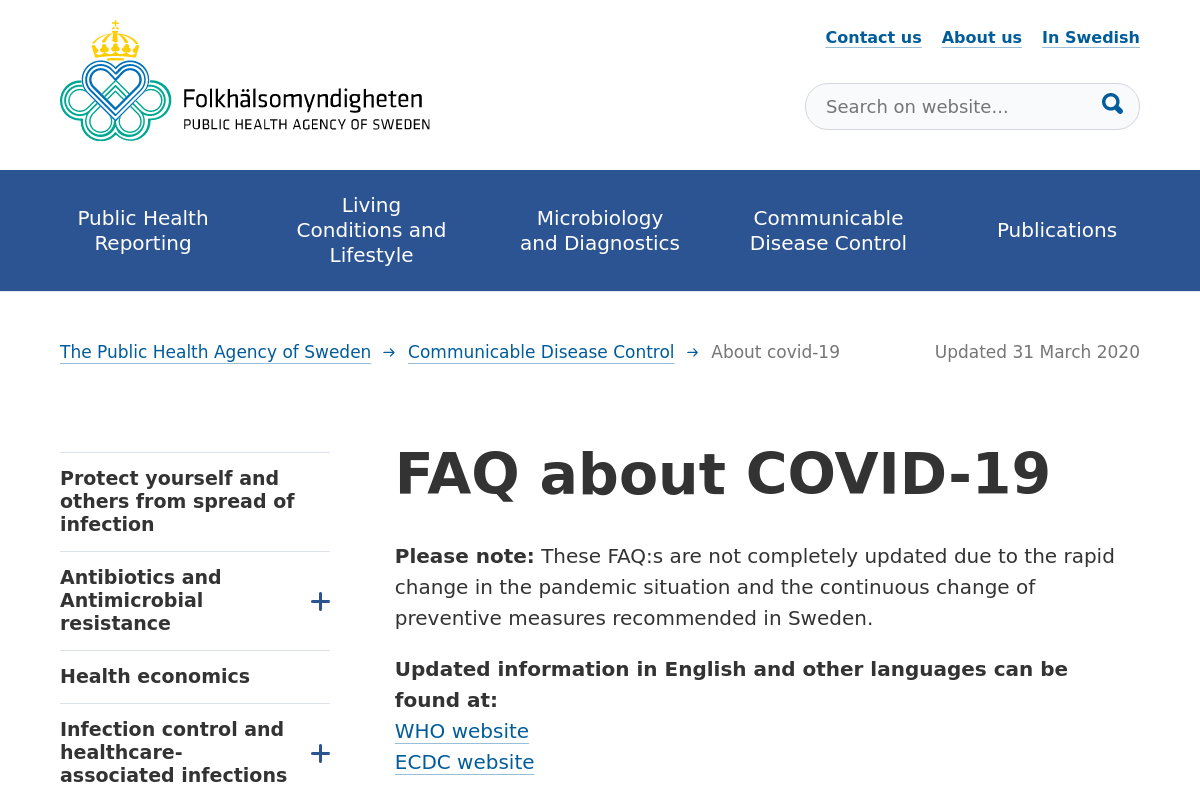 Contact us About us In Swedish
Folkhälsomyndigheten
PUBLIC HEALTH AGENCY OF SWEDEN
Search on website...
Public Health
Reporting
Living
Conditions and
Lifestyle
Microbiology
and Diagnostics
Communicable
Disease Control
Publications
The Public Health Agency of Sweden → Communicable Disease Control → About covid-19 Updated 31 March 2020
Protect yourself and
others from spread of
infection
Antibiotics and
Antimicrobial
resistance
Health economics
Infection control and
healthcare-
associated infections
FAQ about COVID-19
Please note: These FAQ:s are not completely updated due to the rapid
change in the pandemic situation and the continuous change of
preventive measures recommended in Sweden.
Updated information in English and other languages can be
found at:
WHO website
ECDC website